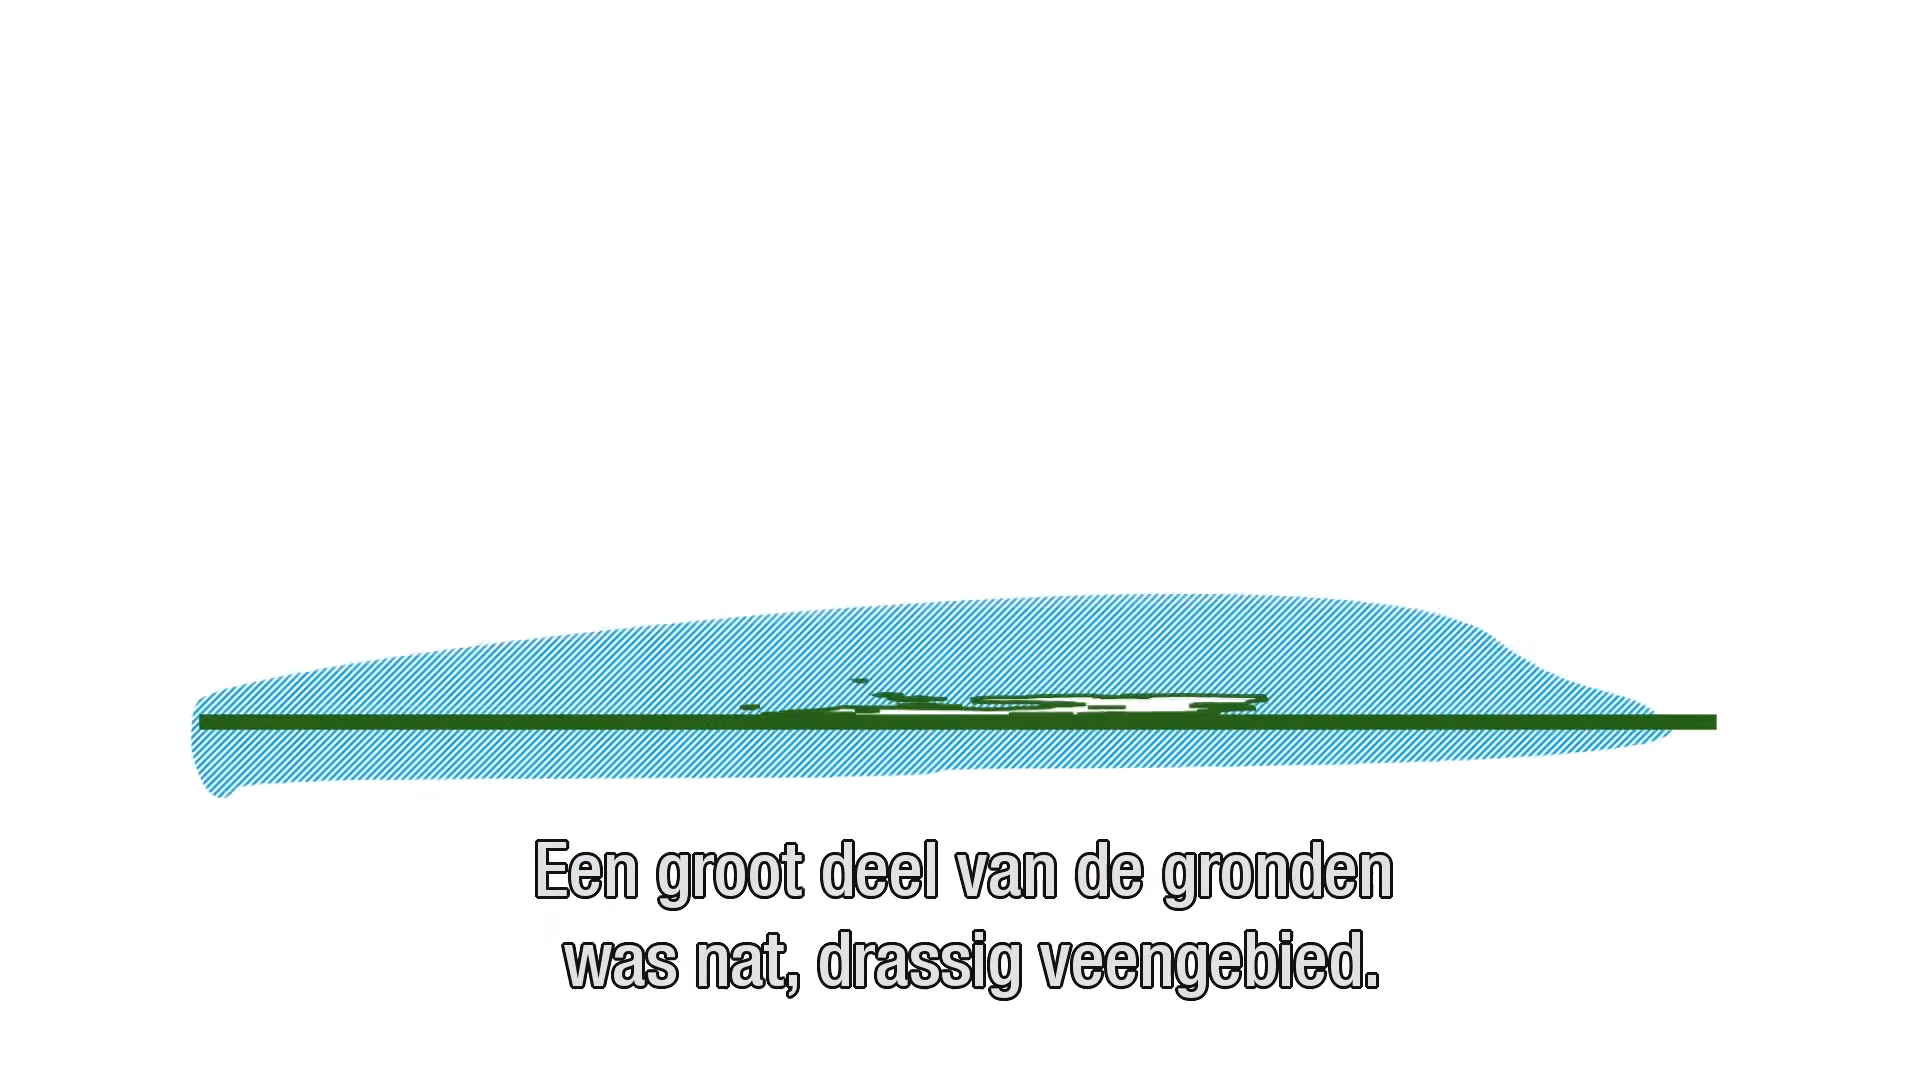 Een groot deel van de gronden
was nat, drassig veengebied.